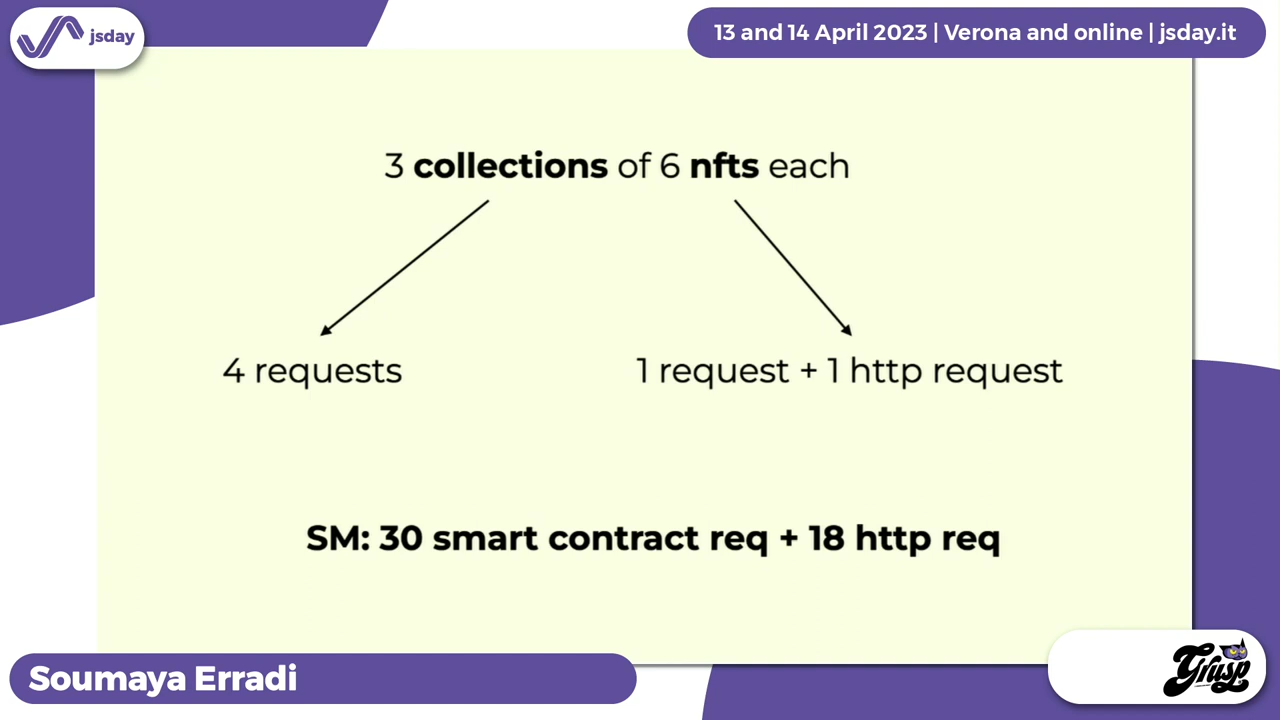 jsday
13 and 14 April 2023 | Verona and online | jsday.it
3 collections of 6 nfts each
4 requests
1 request + 1 http request
SM: 30 smart contract req + 18 http req
Soumaya Erradi
Grusp